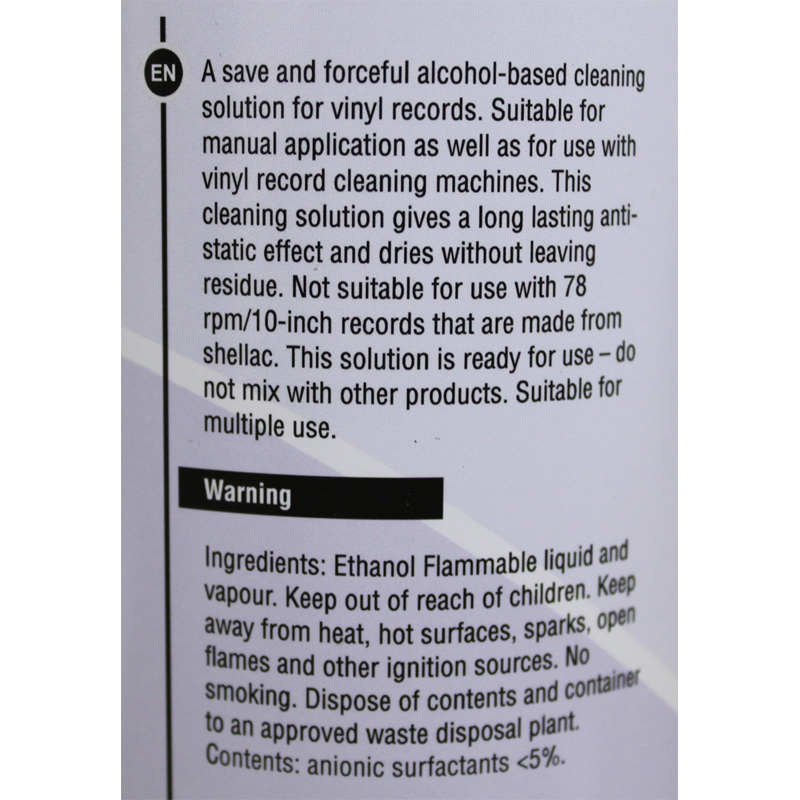 EN
A save and forceful alcohol-based cleaning
solution for vinyl records. Suitable for
manual application as well as for use with
vinyl record cleaning machines. This
cleaning solution gives a long lasting anti-
static effect and dries without leaving
residue. Not suitable for use with 78
rpm/10-inch records that are made from
shellac. This solution is ready for use – do
not mix with other products. Suitable for
multiple use.
Warning
Ingredients: Ethanol Flammable liquid and
vapour. Keep out of reach of children. Keep
away from heat, hot surfaces, sparks, open
flames and other ignition sources. No
smoking. Dispose of contents and container
to an approved waste disposal plant.
Contents: anionic surfactants <5%.